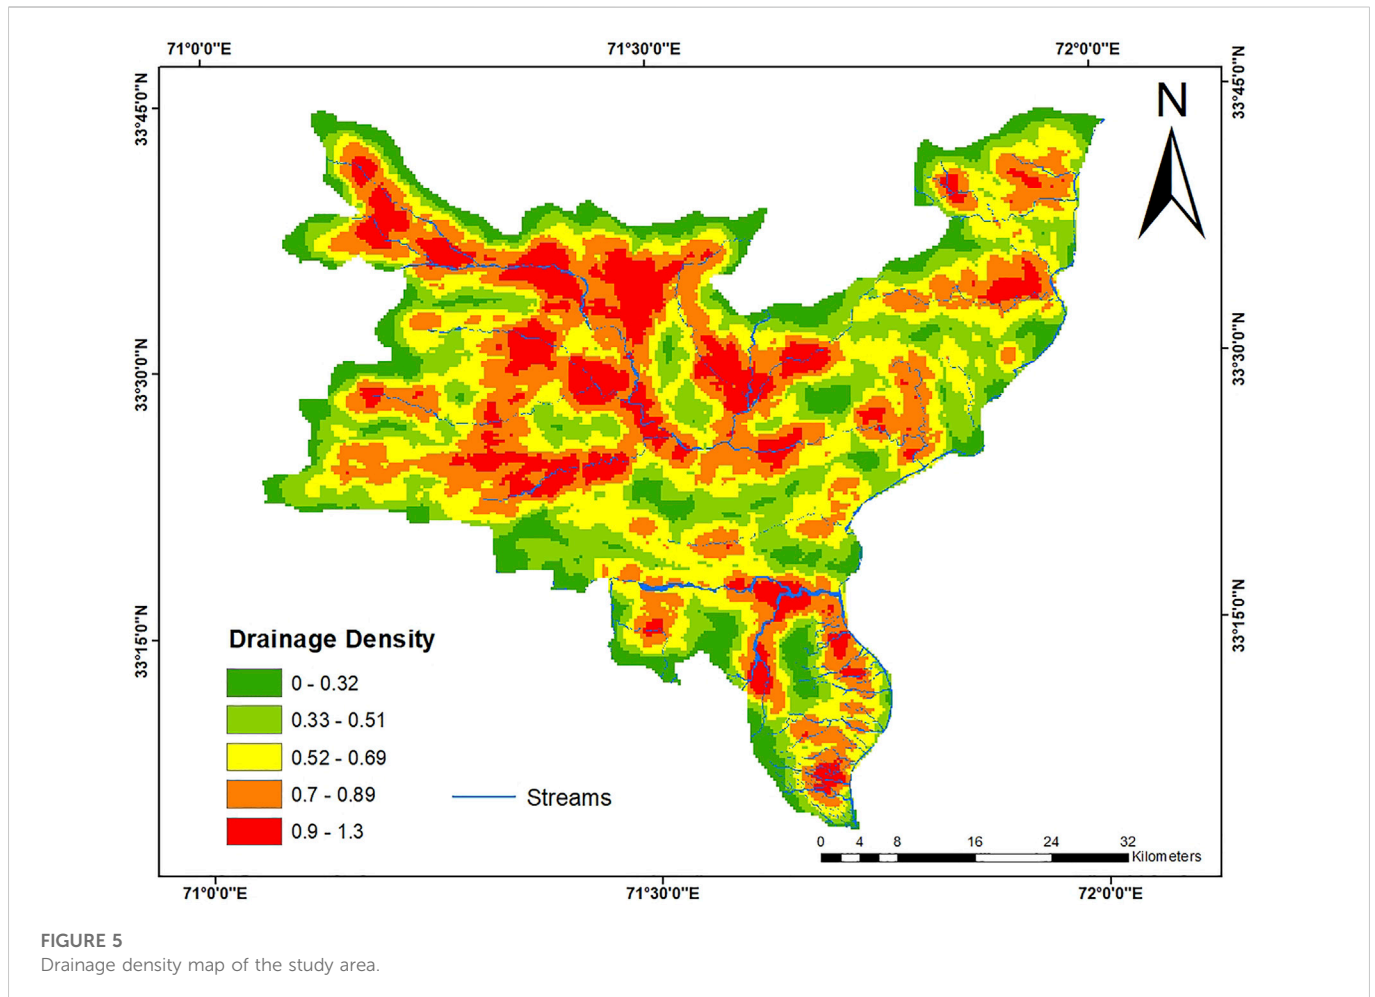 71°0'0"E 71°30'0"E 72°0'0"E
33°45'0"N
33°45'0"N
N
33°30'0"N
33°30'0"N
33°15'0"N
33°15'0"N
Drainage Density
0 - 0.32
0.33 - 0.51
0.52 - 0.69
0.7 - 0.89
0.9 - 1.3
Streams
0 4 8 16 24 32
Kilometers
71°0'0"E 71°30'0"E 72°0'0"E
FIGURE 5
Drainage density map of the study area.